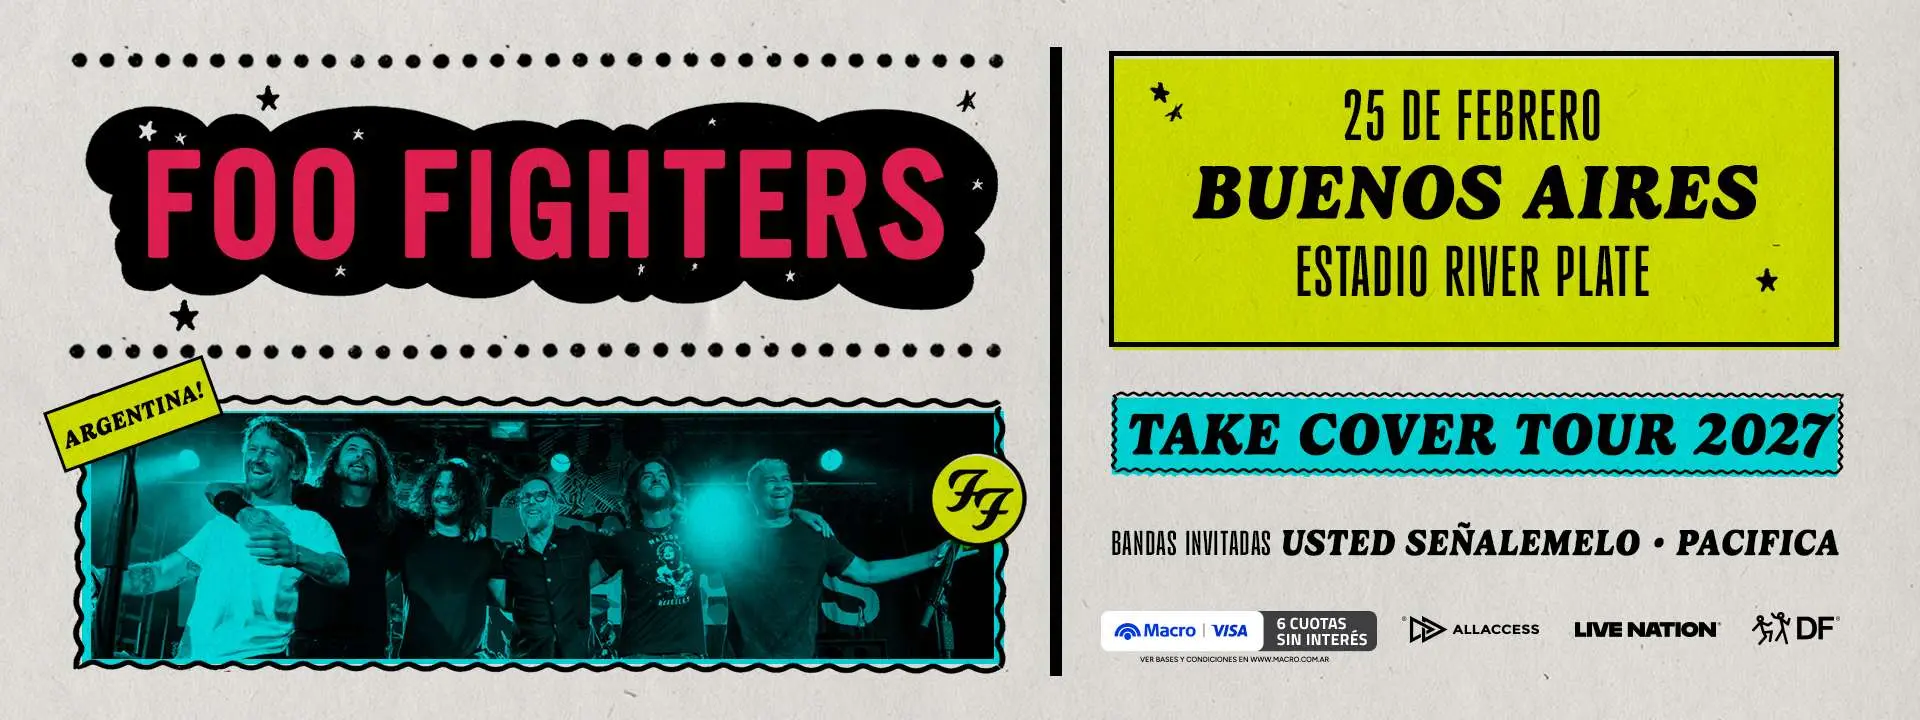 FOO FIGHTERS
ARGENTINA!
FF
25 DE FEBRERO
BUENOS AIRES
ESTADIO RIVER PLATE
TAKE COVER TOUR 2027
BANDAS INVITADAS USTED SEÑALEMELO • PACIFICA
Macro | VISA
6 CUOTAS
SIN INTERÉS
VER BASES Y CONDICIONES EN WWW.MACRO.COM.AR
ALLACCESS
LIVE NATION
DF